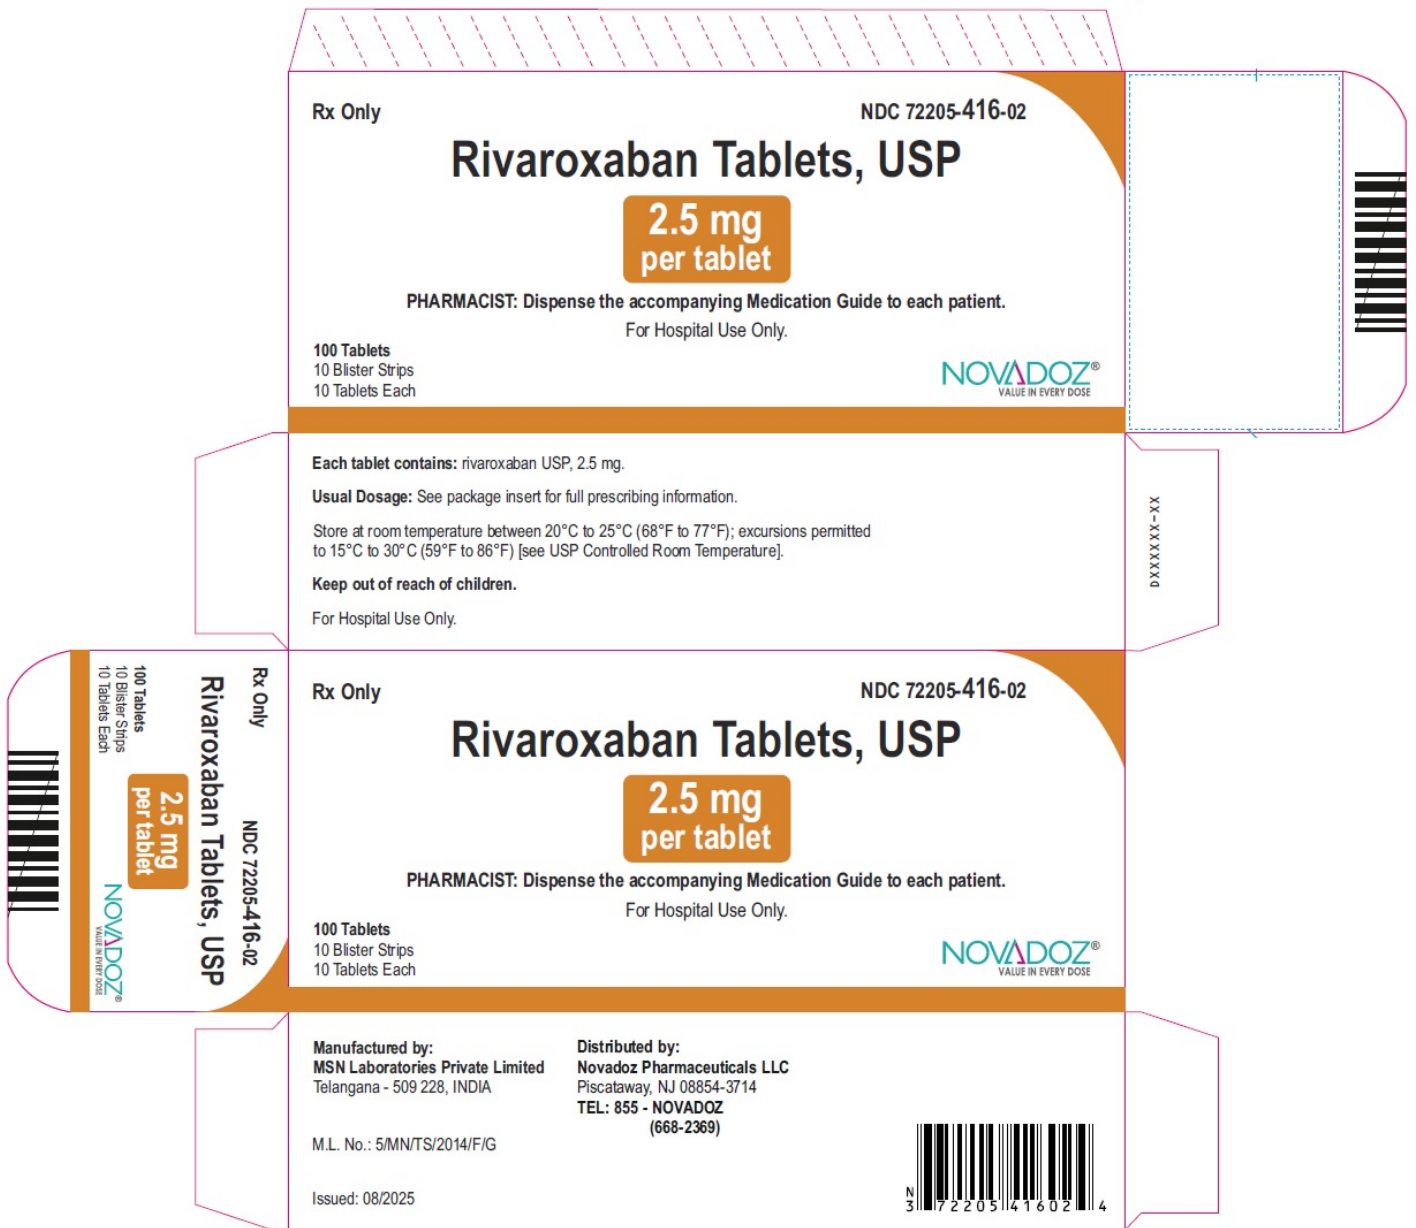 Rx Only
NDC 72205-416-02
Rivaroxaban Tablets, USP
2.5 mg
per tablet
PHARMACIST: Dispense the accompanying Medication Guide to each patient.
For Hospital Use Only.
100 Tablets
10 Blister Strips
10 Tablets Each
NOVADOZ®
VALUE IN EVERY DOSE
Each tablet contains: rivaroxaban USP, 2.5 mg.
Usual Dosage: See package insert for full prescribing information.
Store at room temperature between 20°C to 25°C (68°F to 77°F); excursions permitted
to 15°C to 30°C (59°F to 86°F) [see USP Controlled Room Temperature].
Keep out of reach of children.
For Hospital Use Only.
DXXXXXX-XX
Rx Only
NDC 72205-416-02
Rivaroxaban Tablets, USP
2.5 mg
per tablet
100 Tablets
10 Blister Strips
10 Tablets Each
NOVADOZ®
VALUE IN EVERY DOSE
Rx Only
NDC 72205-416-02
Rivaroxaban Tablets, USP
2.5 mg
per tablet
PHARMACIST: Dispense the accompanying Medication Guide to each patient.
For Hospital Use Only.
100 Tablets
10 Blister Strips
10 Tablets Each
NOVADOZ®
VALUE IN EVERY DOSE
Manufactured by:
MSN Laboratories Private Limited
Telangana - 509 228, INDIA
M.L. No.: 5/MN/TS/2014/F/G
Issued: 08/2025
Distributed by:
Novadoz Pharmaceuticals LLC
Piscataway, NJ 08854-3714
TEL: 855 - NOVADOZ
(668-2369)
N
3 72205 41602 4